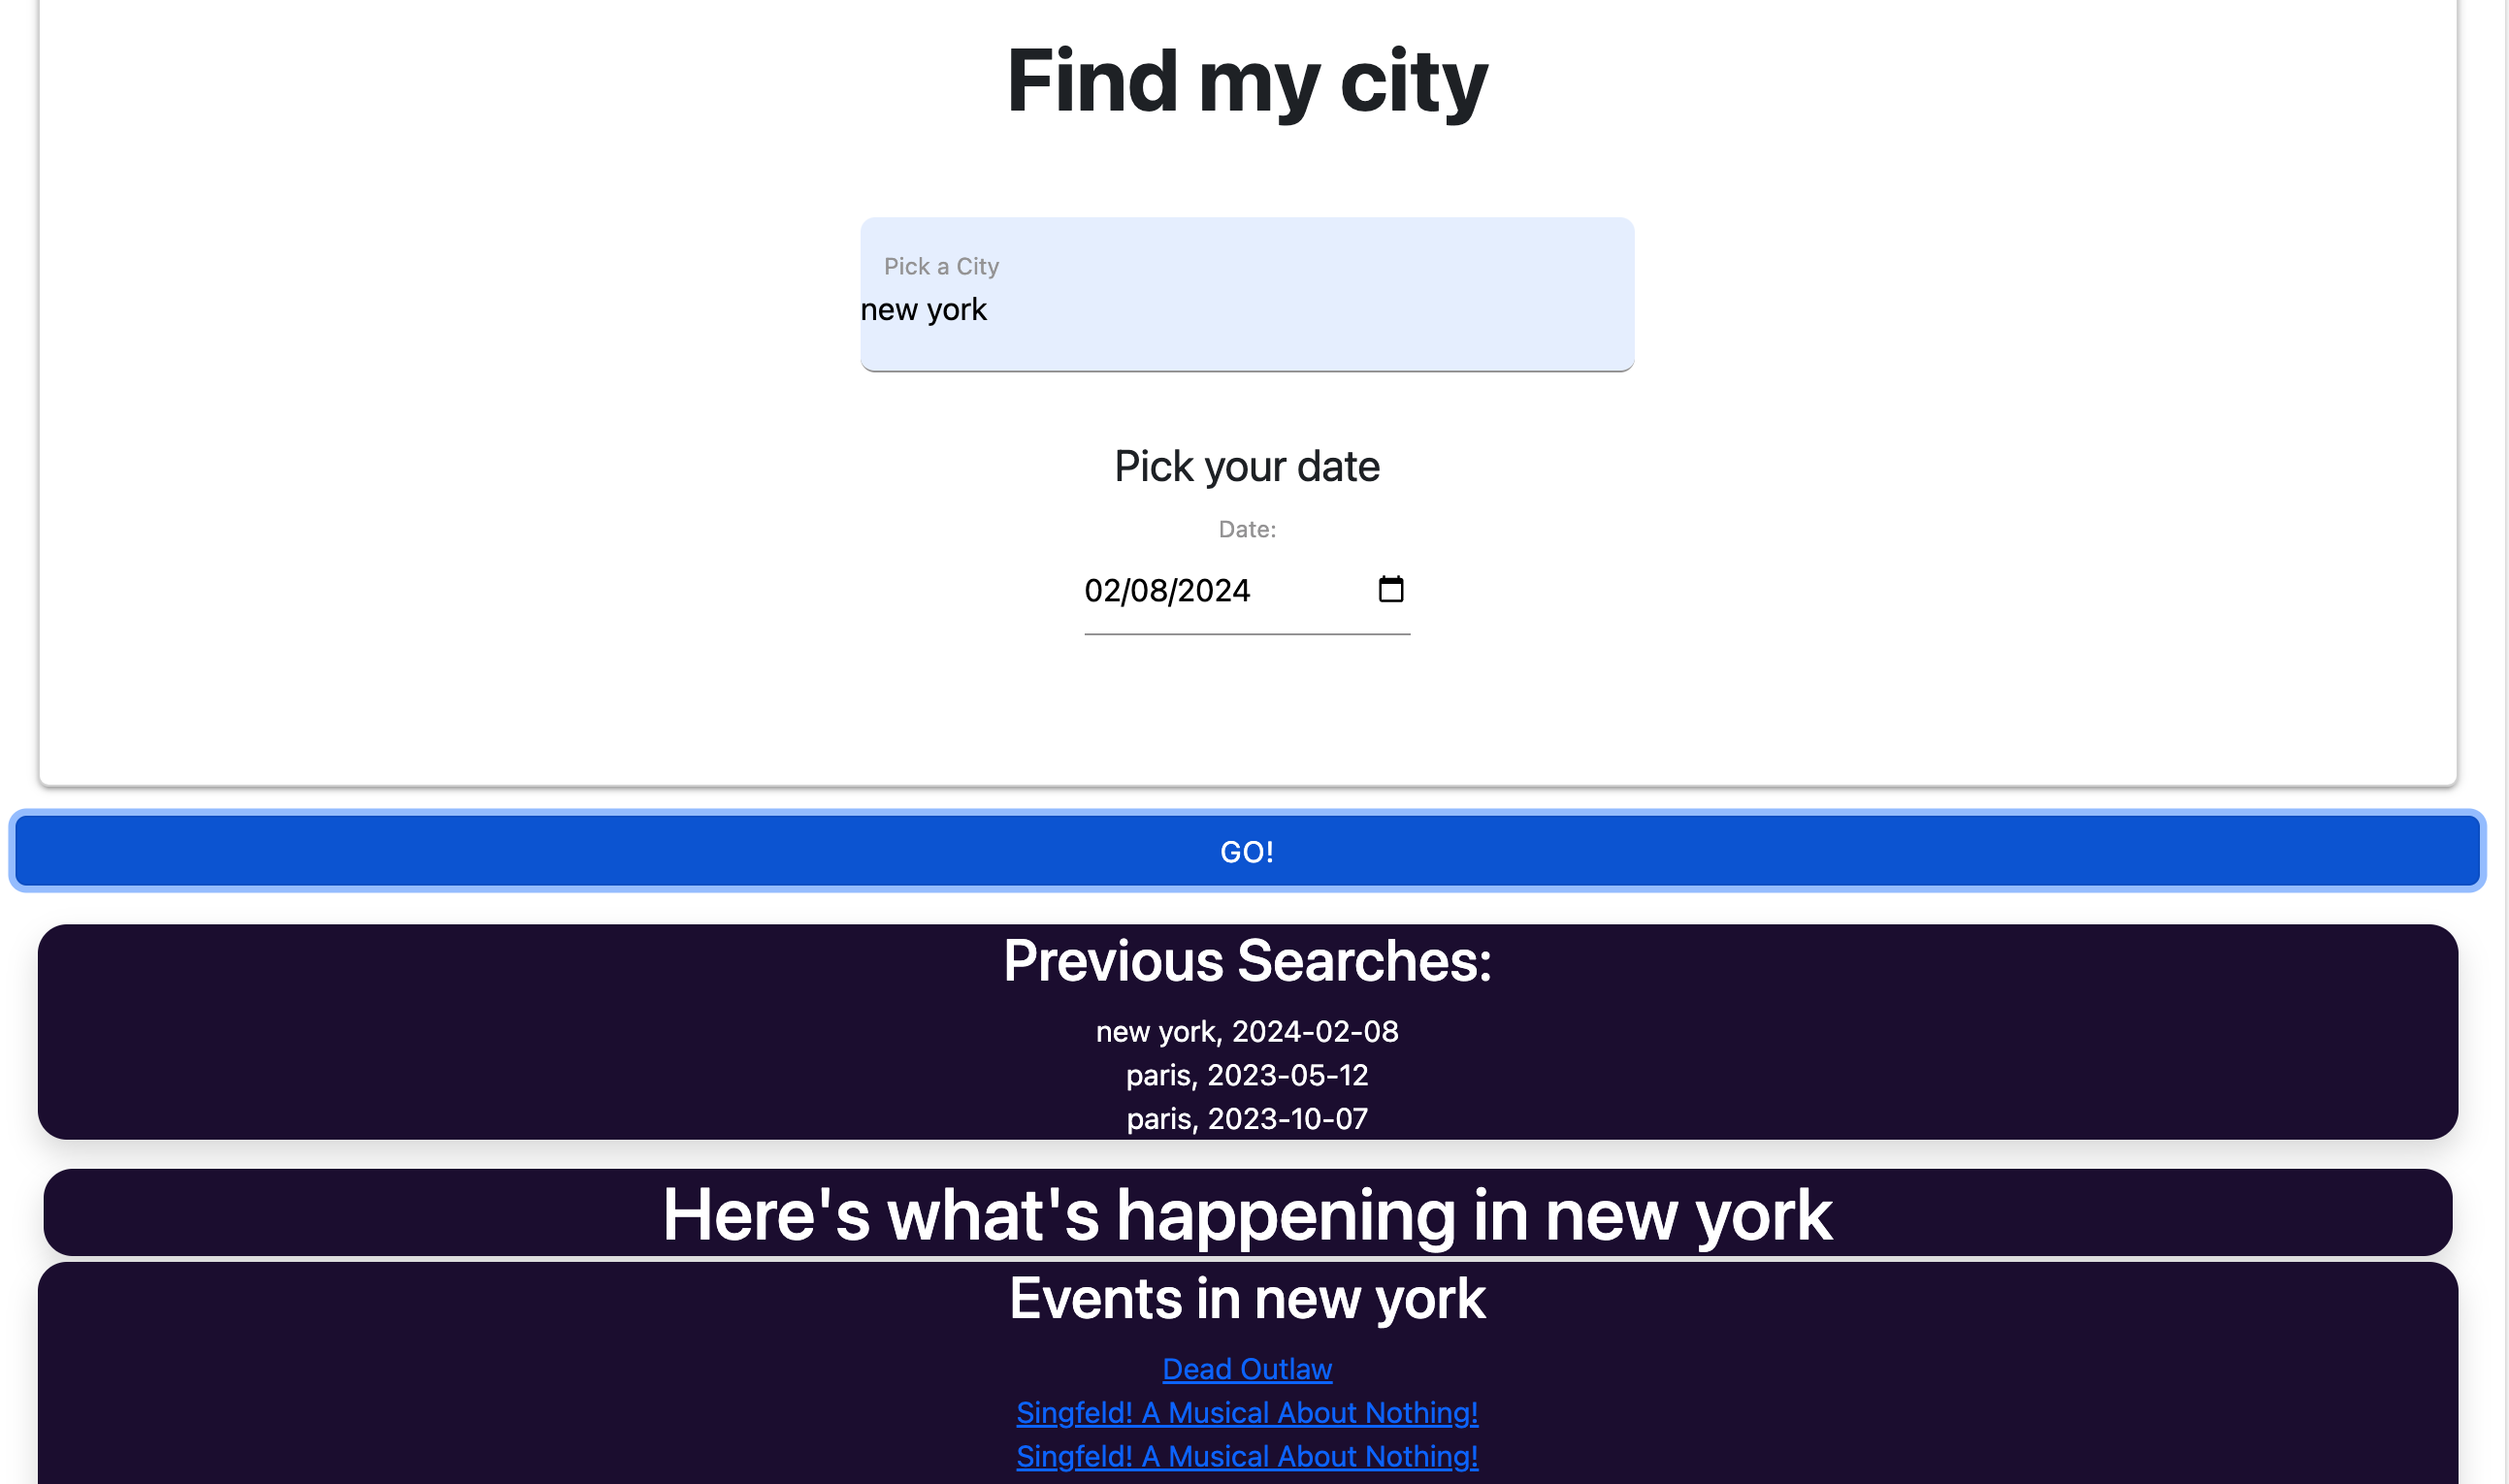 Find my city
Pick a City
new york
Pick your date
Date:
02/08/2024
GO!
Previous Searches:
new york, 2024-02-08
paris, 2023-05-12
paris, 2023-10-07
Here's what's happening in new york
Events in new york
Dead Outlaw
Singfeld! A Musical About Nothing!
Singfeld! A Musical About Nothing!